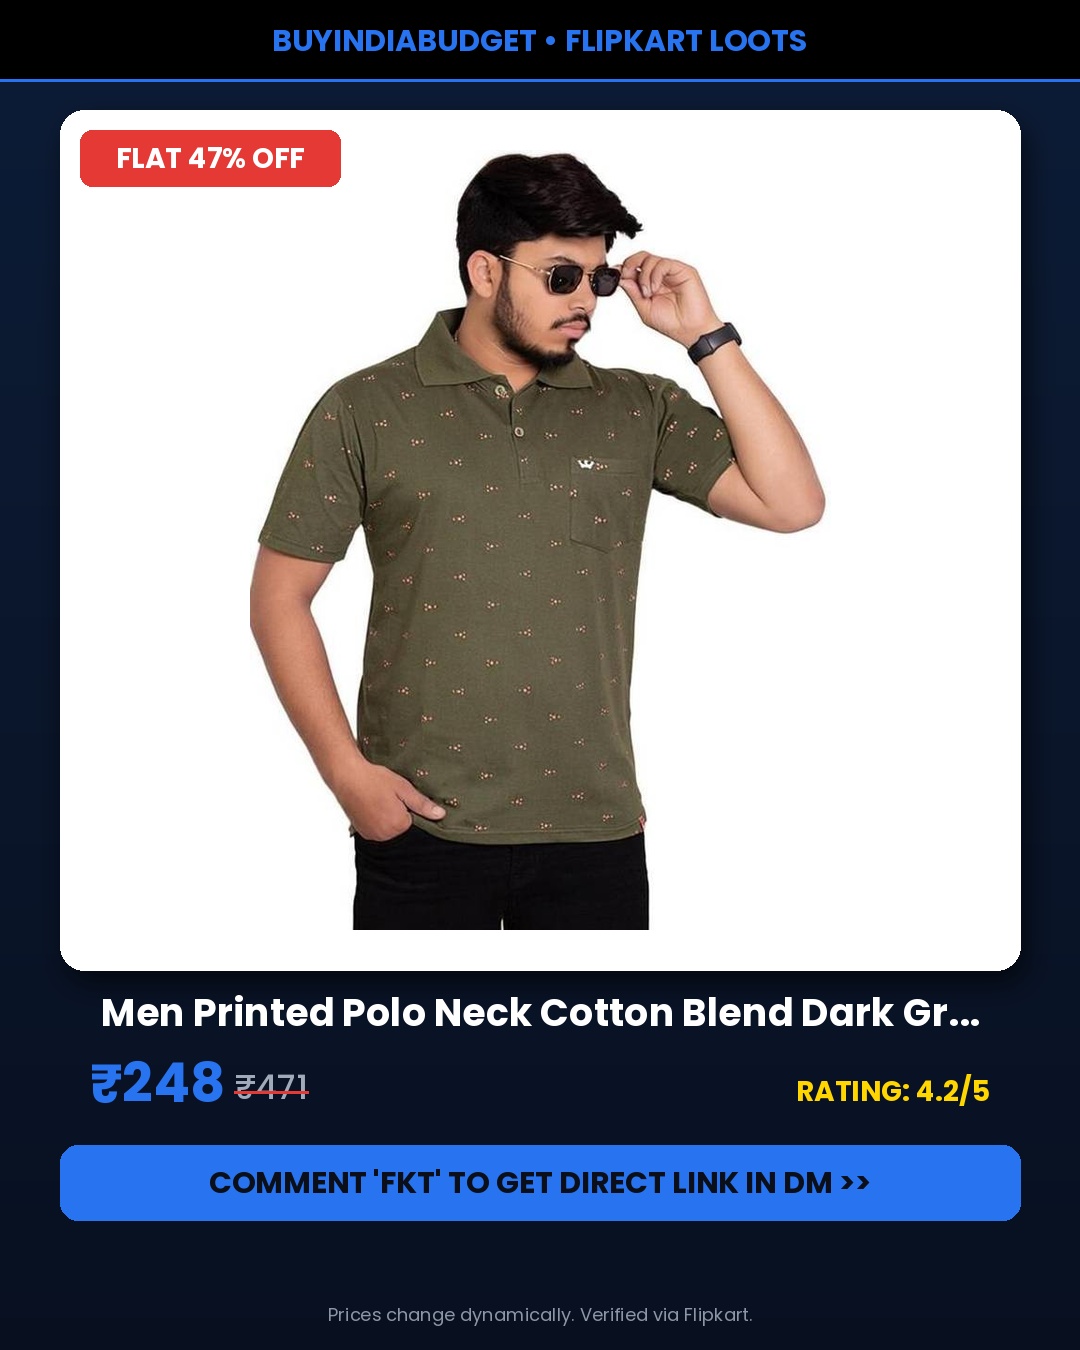 BUYINDIABUDGET • FLIPKART LOOTS
FLAT 47% OFF
Men Printed Polo Neck Cotton Blend Dark Gr...
₹248 ₹471
RATING: 4.2/5
COMMENT 'FKT' TO GET DIRECT LINK IN DM >>
Prices change dynamically. Verified via Flipkart.